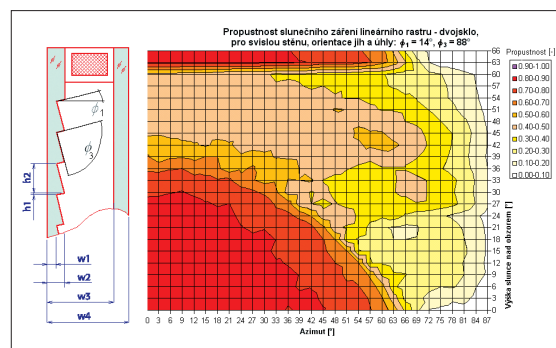 Propustnost slunečního záření lineárního rastru - dvojsklo,
pro svislou stěnu, orientace jih a úhly: ϕ₁ = 14°, ϕ₃ = 88°
ϕ1
ϕ3
h2
h1
w1
w2
w3
w4
66
63
60
57
54
51
48
45
42
39
36
33
30
27
24
21
18
15
12
9
6
3
0
Výška slunce nad obzorem [°]
0 3 6 9 12 15 18 21 24 27 30 33 36 39 42 45 48 51 54 57 60 63 66 69 72 75 78 81 84 87
Azimut [°]
Propustnost [-]
0.90-1.00
0.80-0.90
0.70-0.80
0.60-0.70
0.50-0.60
0.40-0.50
0.30-0.40
0.20-0.30
0.10-0.20
0.00-0.10